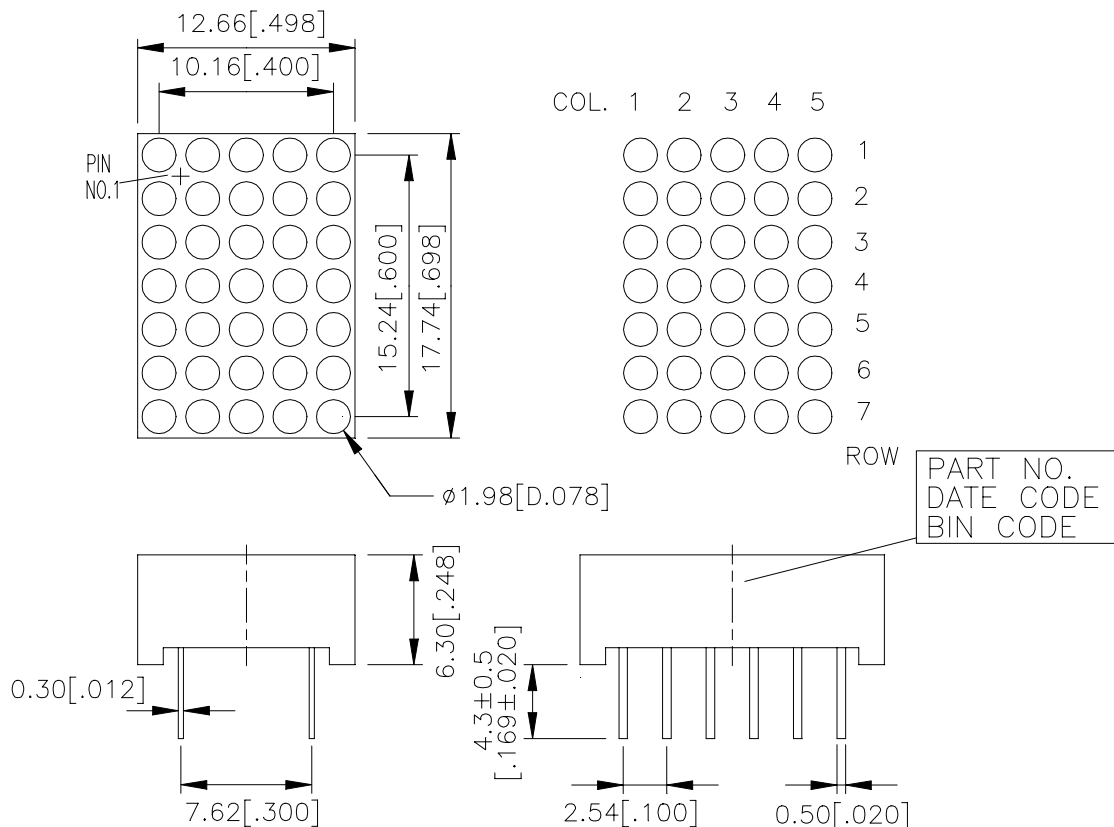 12.66[.498]
10.16[.400]
COL. 1 2 3 4 5
PIN
NO.1
15.24[.600]
17.74[.698]
1
2
3
4
5
6
7
ROW
ø1.98[D.078]
PART NO.
DATE CODE
BIN CODE
6.30[.248]
0.30[.012]
7.62[.300]
4.3±0.5
[.169±.020]
2.54[.100]
0.50[.020]